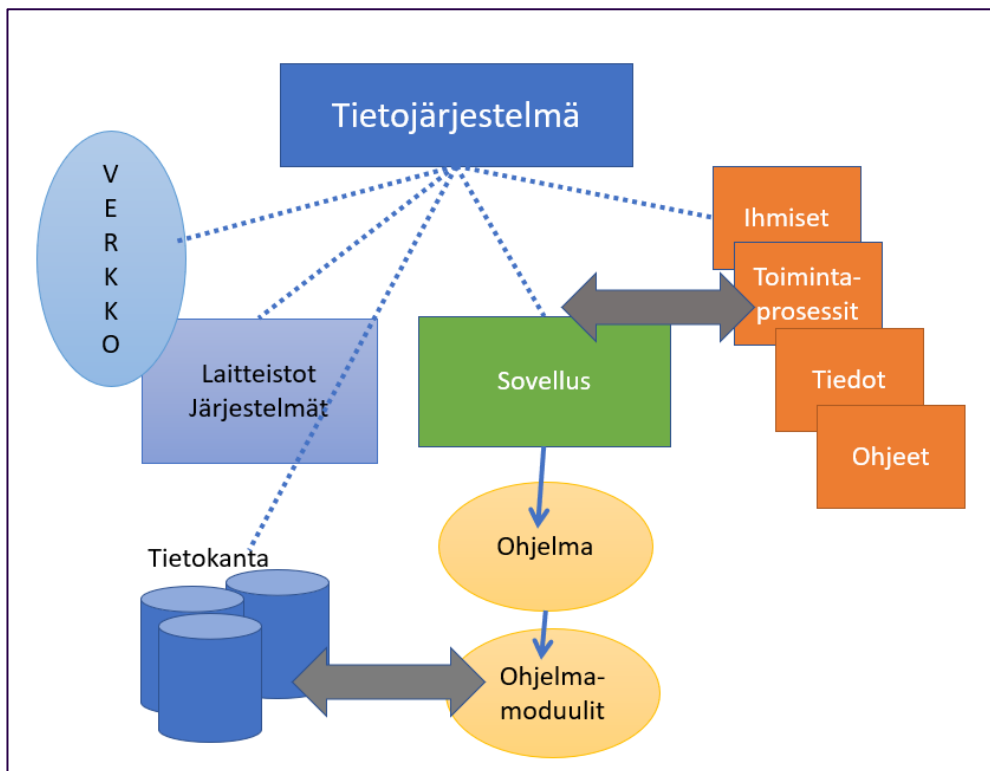 Tietojärjestelmä
V
E
R
K
K
O
Ihmiset
Toiminta-
prosessit
Tiedot
Ohjeet
Laitteistot
Järjestelmät
Sovellus
Ohjelma
Tietokanta
Ohjelma-
moduulit